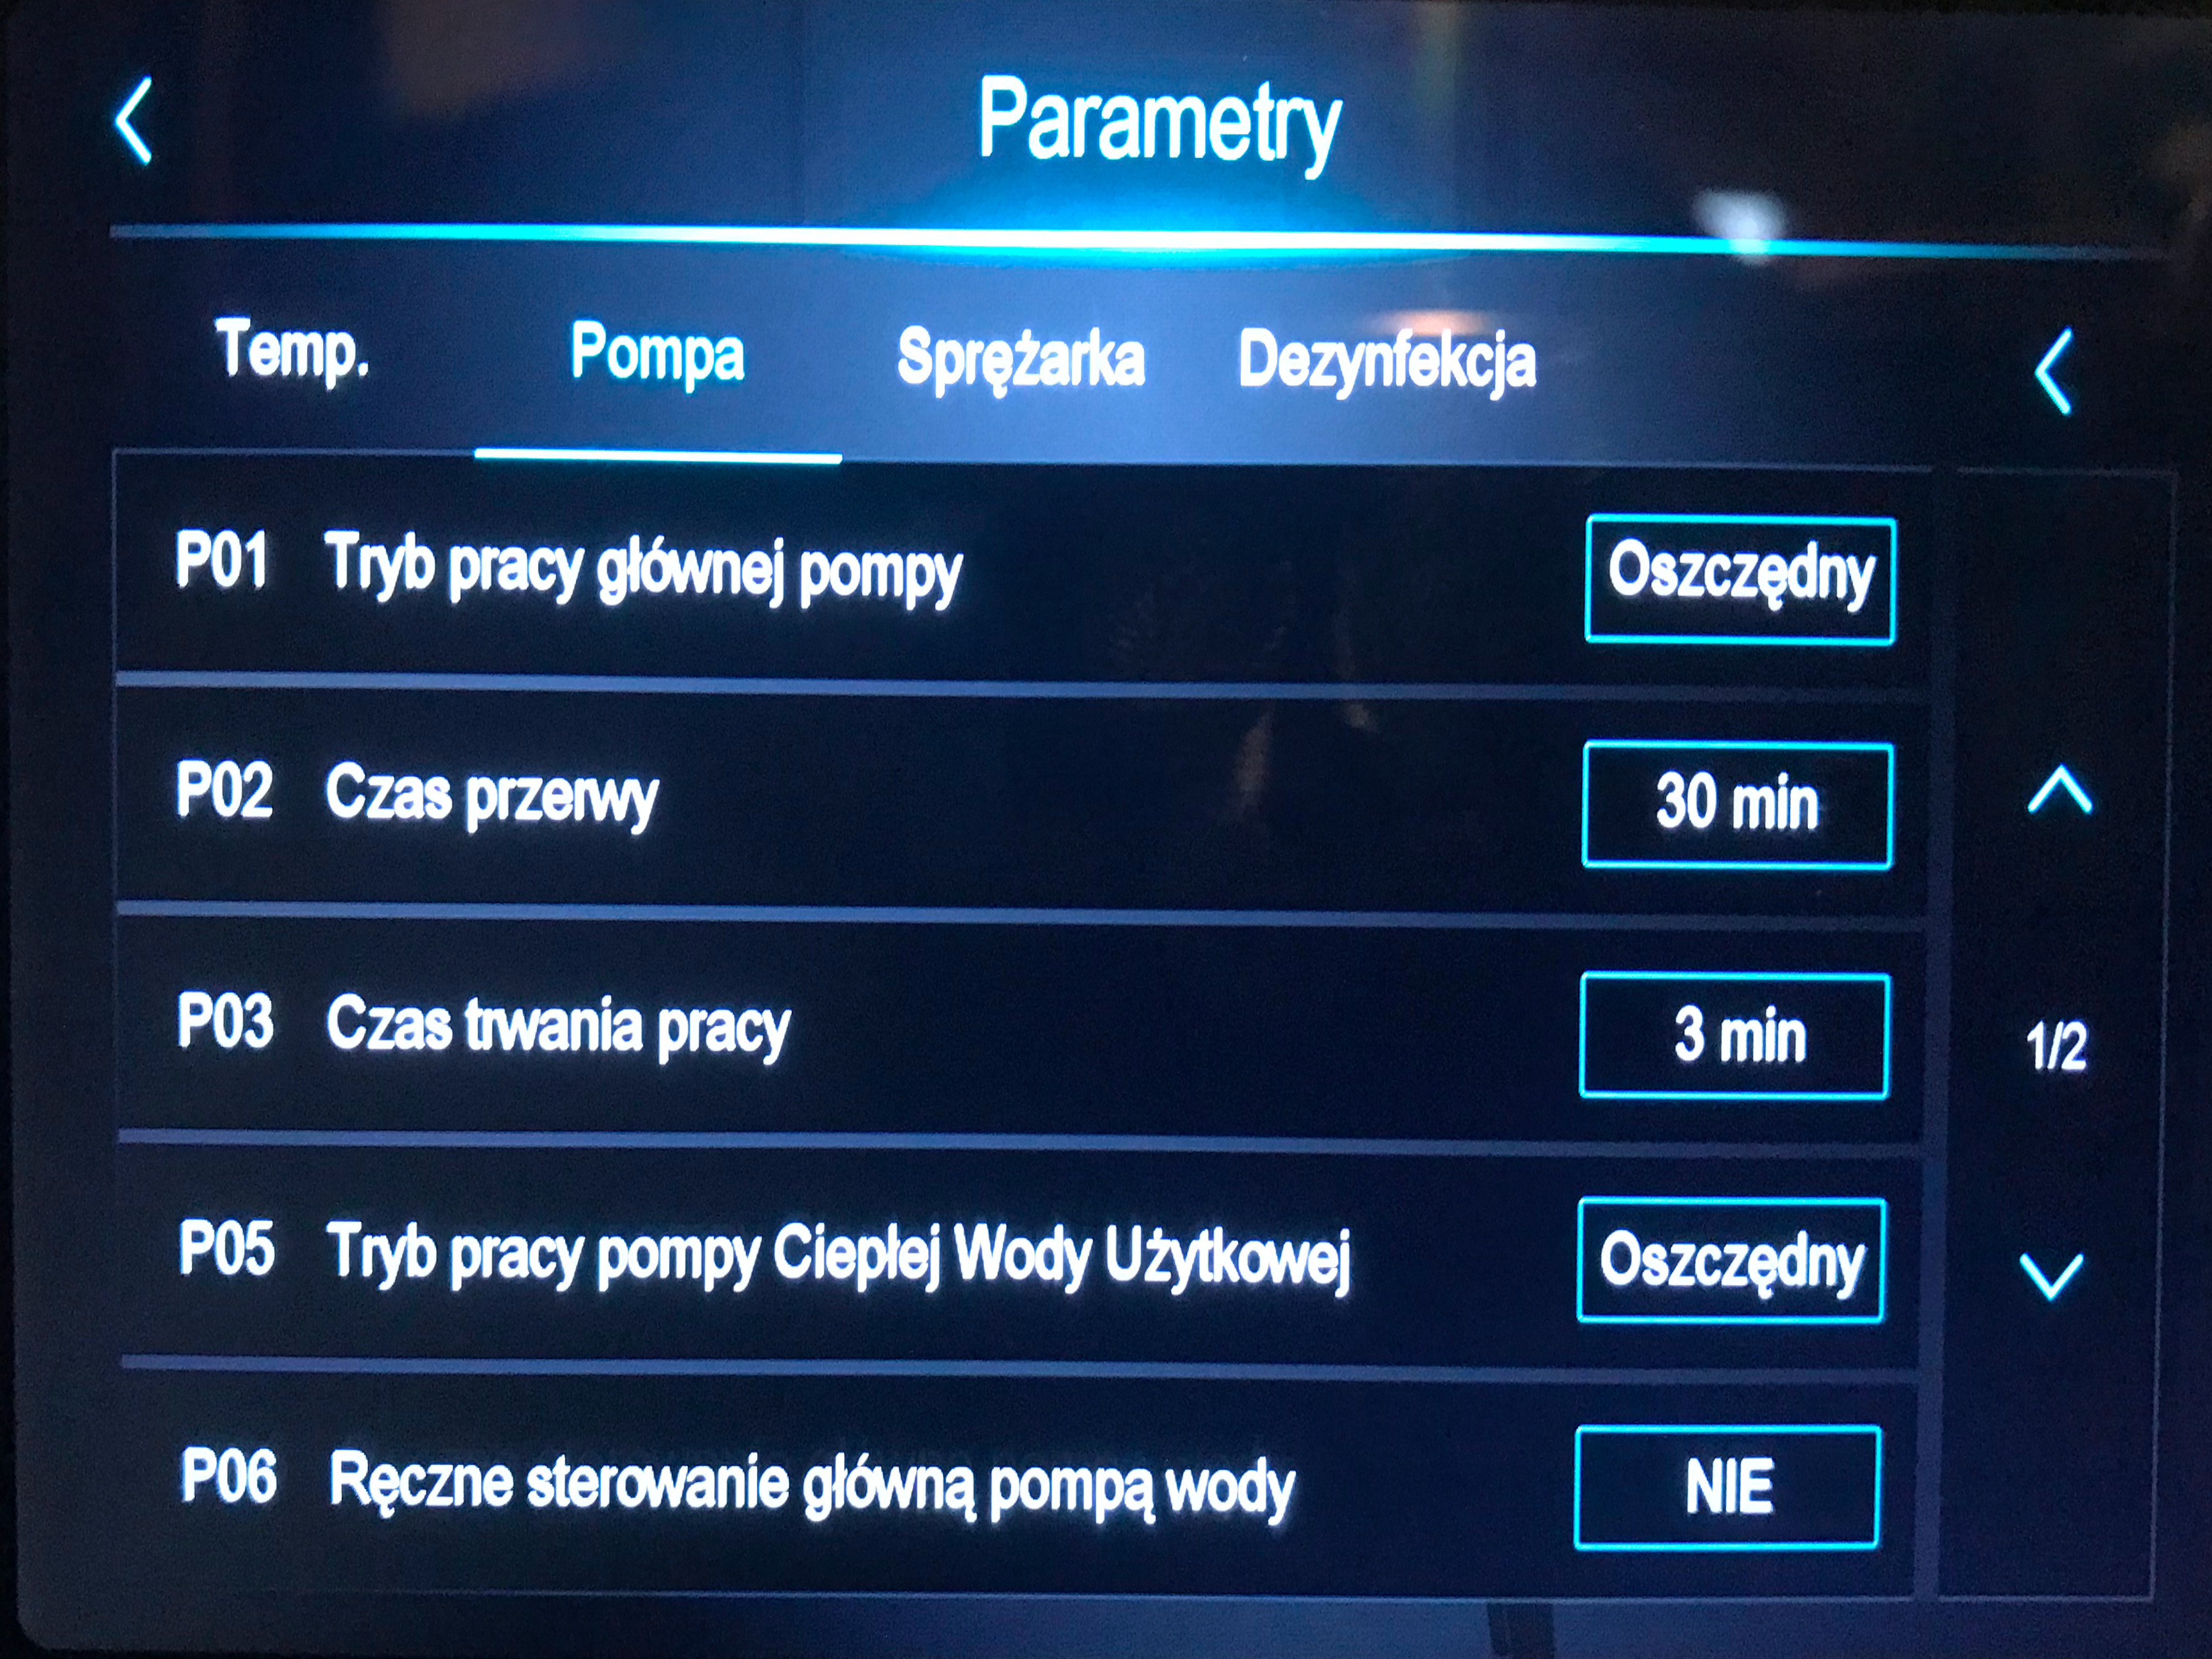 Parametry
Temp. Pompa Sprężarka Dezynfekcja
P01 Tryb pracy głównej pompy Oszczędny
P02 Czas przerwy 30 min
P03 Czas trwania pracy 3 min
1/2
P05 Tryb pracy pompy Ciepłej Wody Użytkowej Oszczędny
P06 Ręczne sterowanie główną pompą wody NIE